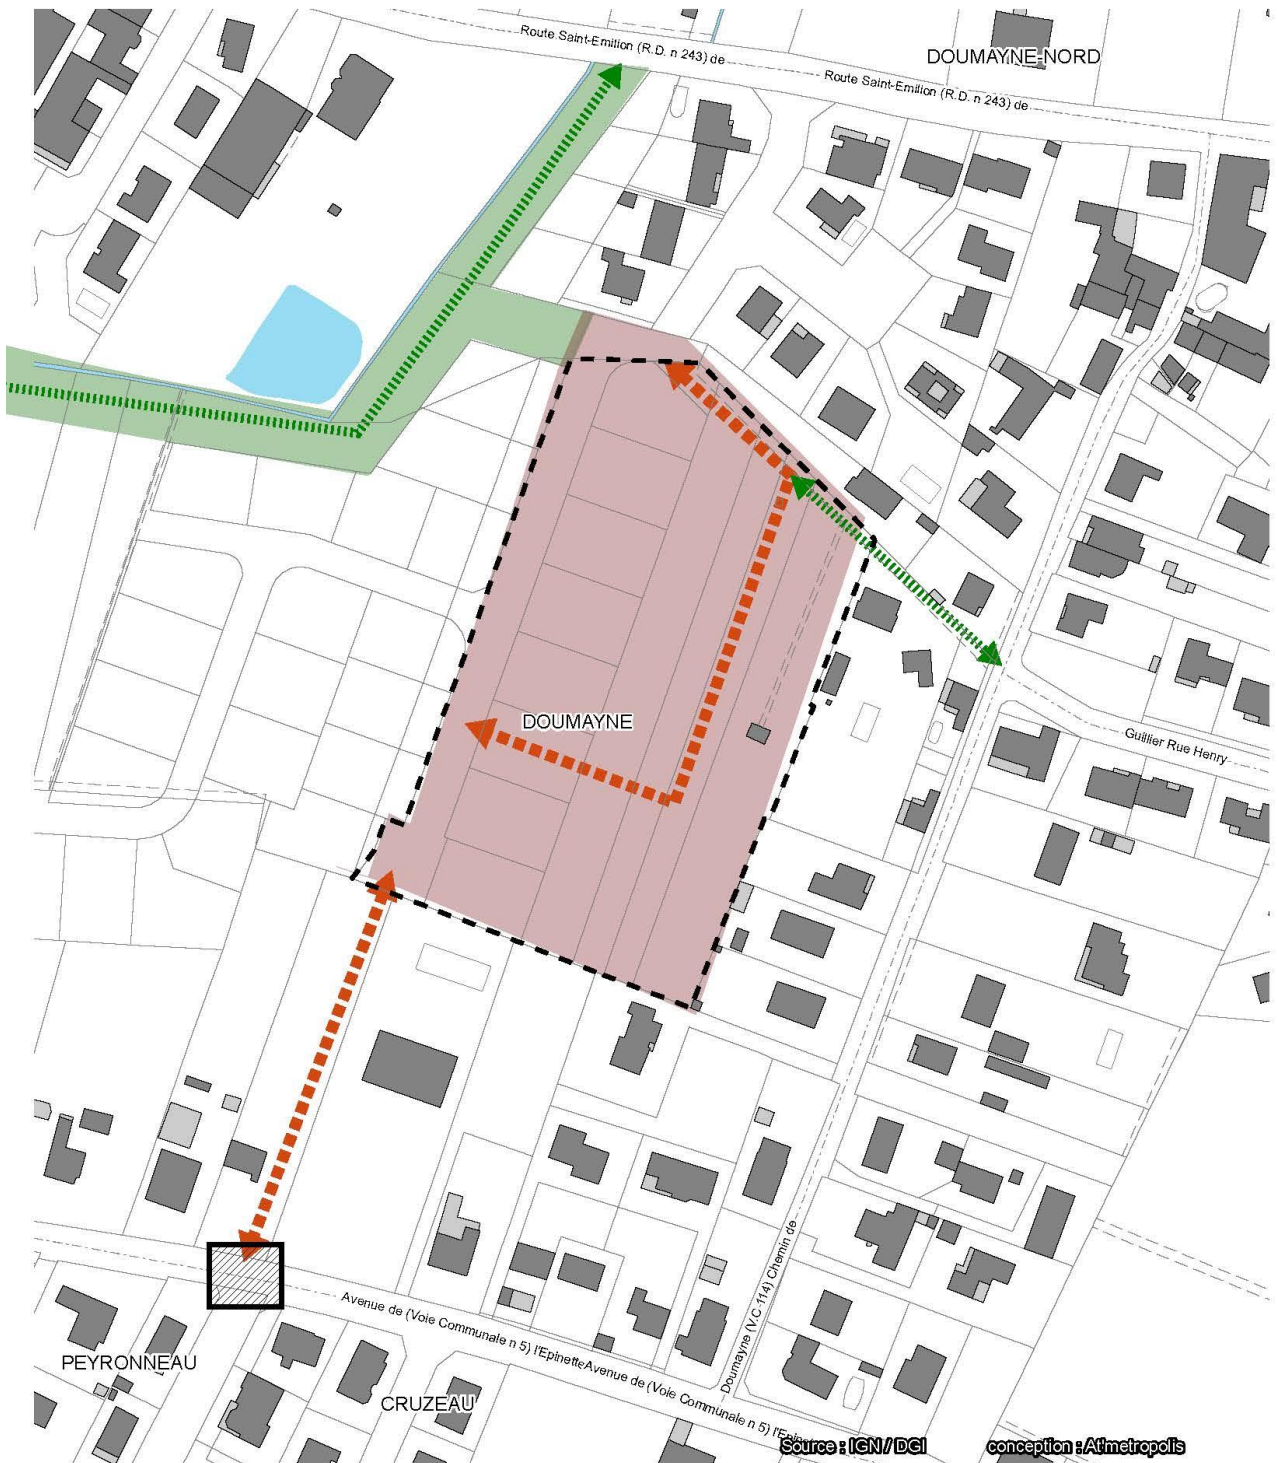 Route Saint-Emilion (R.D. n 243) de
DOUMAYNE-NORD
Route Saint-Emilion (R.D. n 243) de
DOUMAYNE
Guillier Rue Henry
Doumayne (V.C.114) Chemin de
Avenue de (Voie Communale n 5) l'Epinette
Avenue de (Voie Communale n 5) l'Epinette
PEYRONNEAU
CRUZEAU
Source : IGN / DGI
conception : At'metropolis